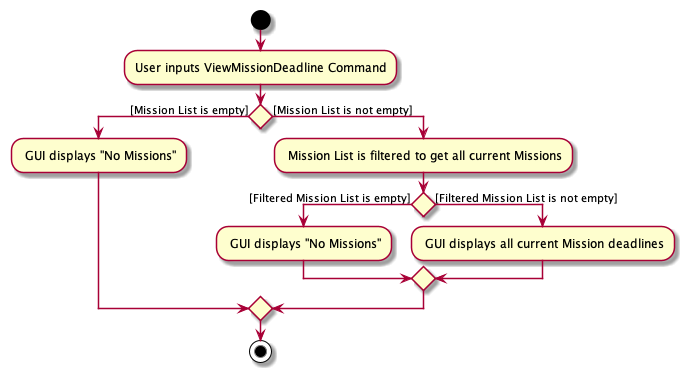 User inputs ViewMissionDeadline Command
[Mission List is empty]
[Mission List is not empty]
GUI displays "No Missions"
Mission List is filtered to get all current Missions
[Filtered Mission List is empty]
[Filtered Mission List is not empty]
GUI displays "No Missions"
GUI displays all current Mission deadlines